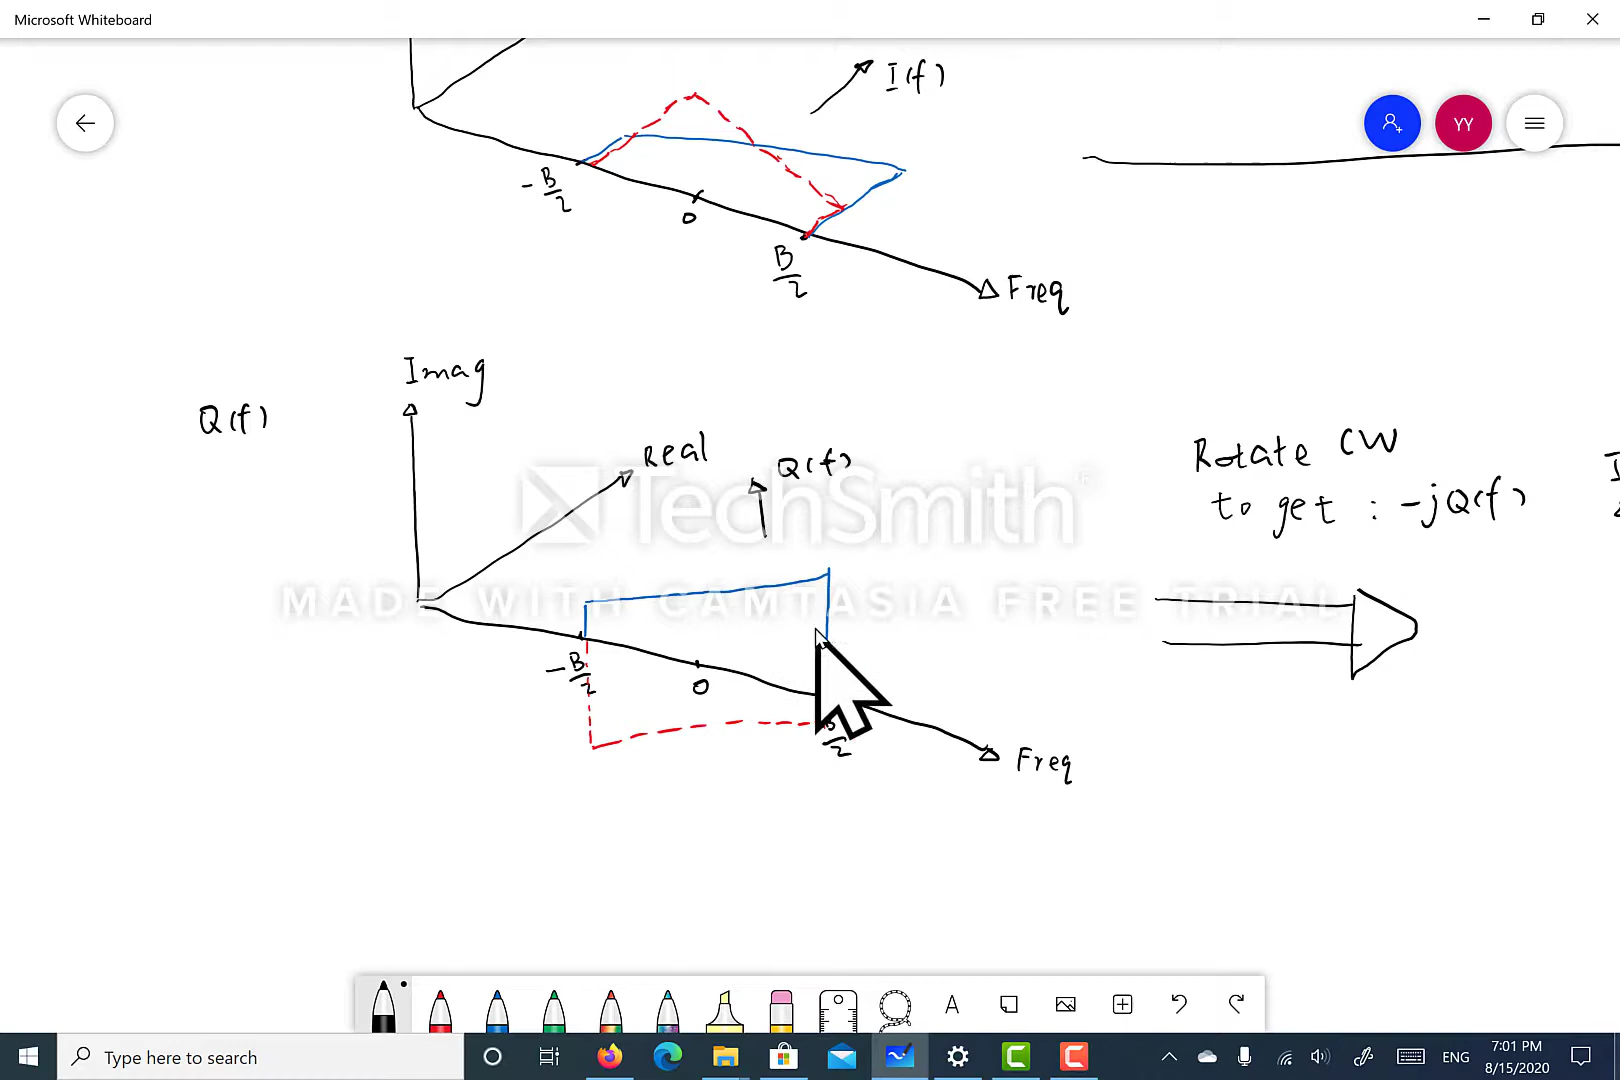 Microsoft Whiteboard
I(f)
YY
-B/2
0
B/2
Freq
Imag
Q(f)
Real
Q(f)
Rotate CW
to get : -jQ(f)
TechSmith
MADE WITH CAMTASIA FREE TRIAL
-B/2
0
B/2
Freq
A
Type here to search
ENG
7:01 PM
8/15/2020